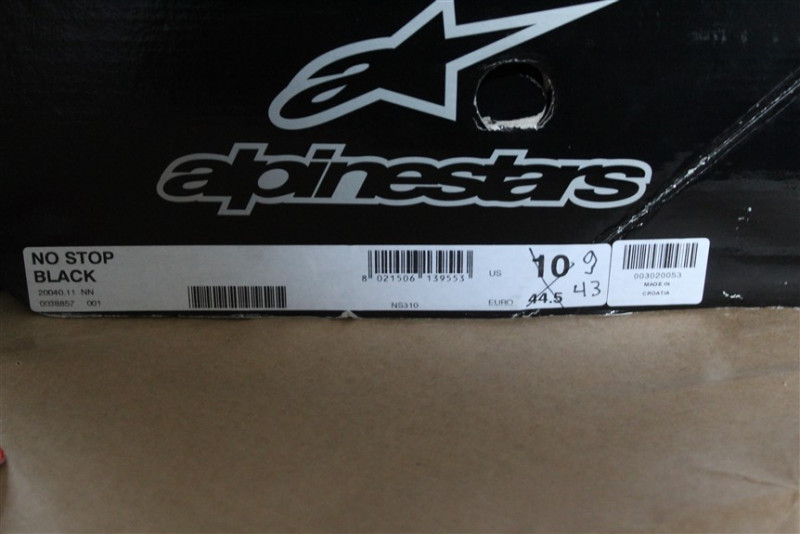 alpinestars
NO STOP
BLACK
20040.11 NN
0038857 001
8 021506 139553
NS310
US 10 9
EURO 44.5 43
003020053
MADE IN
CROATIA